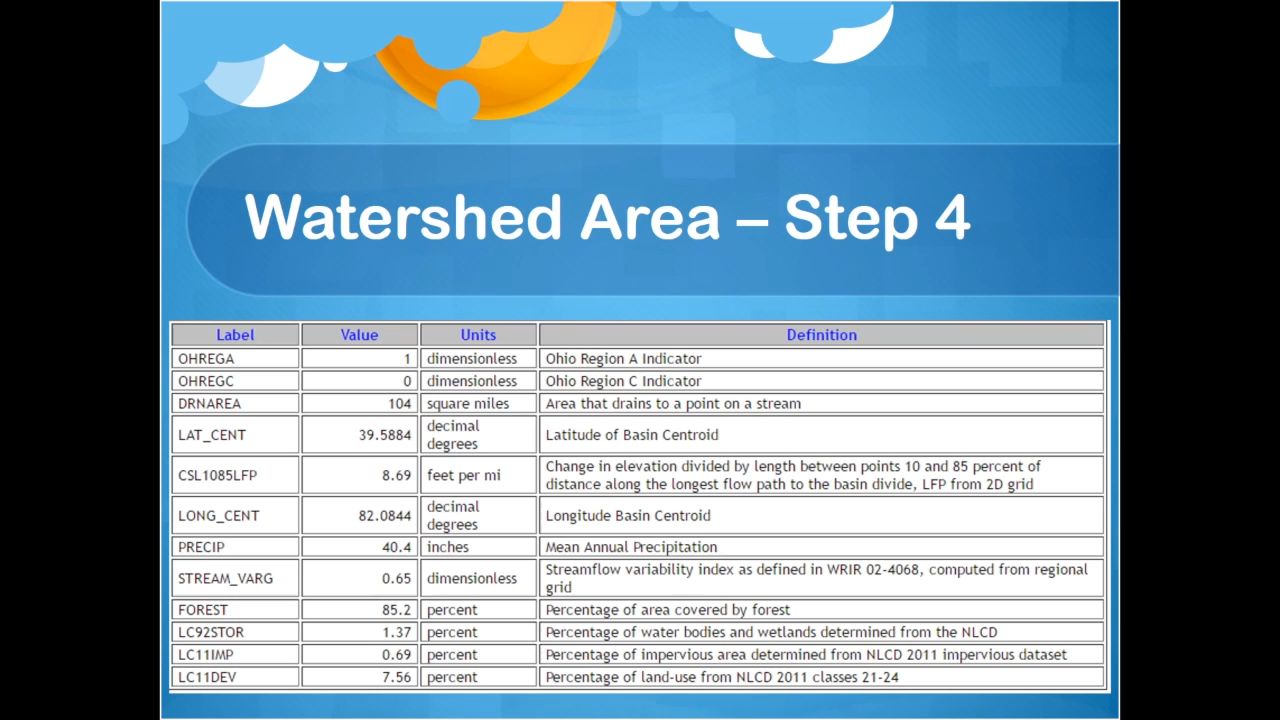 Watershed Area – Step 4
Label Value Units Definition
OHREGA 1 dimensionless Ohio Region A Indicator
OHREGC 0 dimensionless Ohio Region C Indicator
DRNAREA 104 square miles Area that drains to a point on a stream
LAT_CENT 39.5884 decimal degrees Latitude of Basin Centroid
CSL1085LFP 8.69 feet per mi Change in elevation divided by length between points 10 and 85 percent of
distance along the longest flow path to the basin divide, LFP from 2D grid
LONG_CENT 82.0844 decimal degrees Longitude Basin Centroid
PRECIP 40.4 inches Mean Annual Precipitation
STREAM_VARG 0.65 dimensionless Streamflow variability index as defined in WRIR 02-4068, computed from regional
grid
FOREST 85.2 percent Percentage of area covered by forest
LC92STOR 1.37 percent Percentage of water bodies and wetlands determined from the NLCD
LC11IMP 0.69 percent Percentage of impervious area determined from NLCD 2011 impervious dataset
LC11DEV 7.56 percent Percentage of land-use from NLCD 2011 classes 21-24